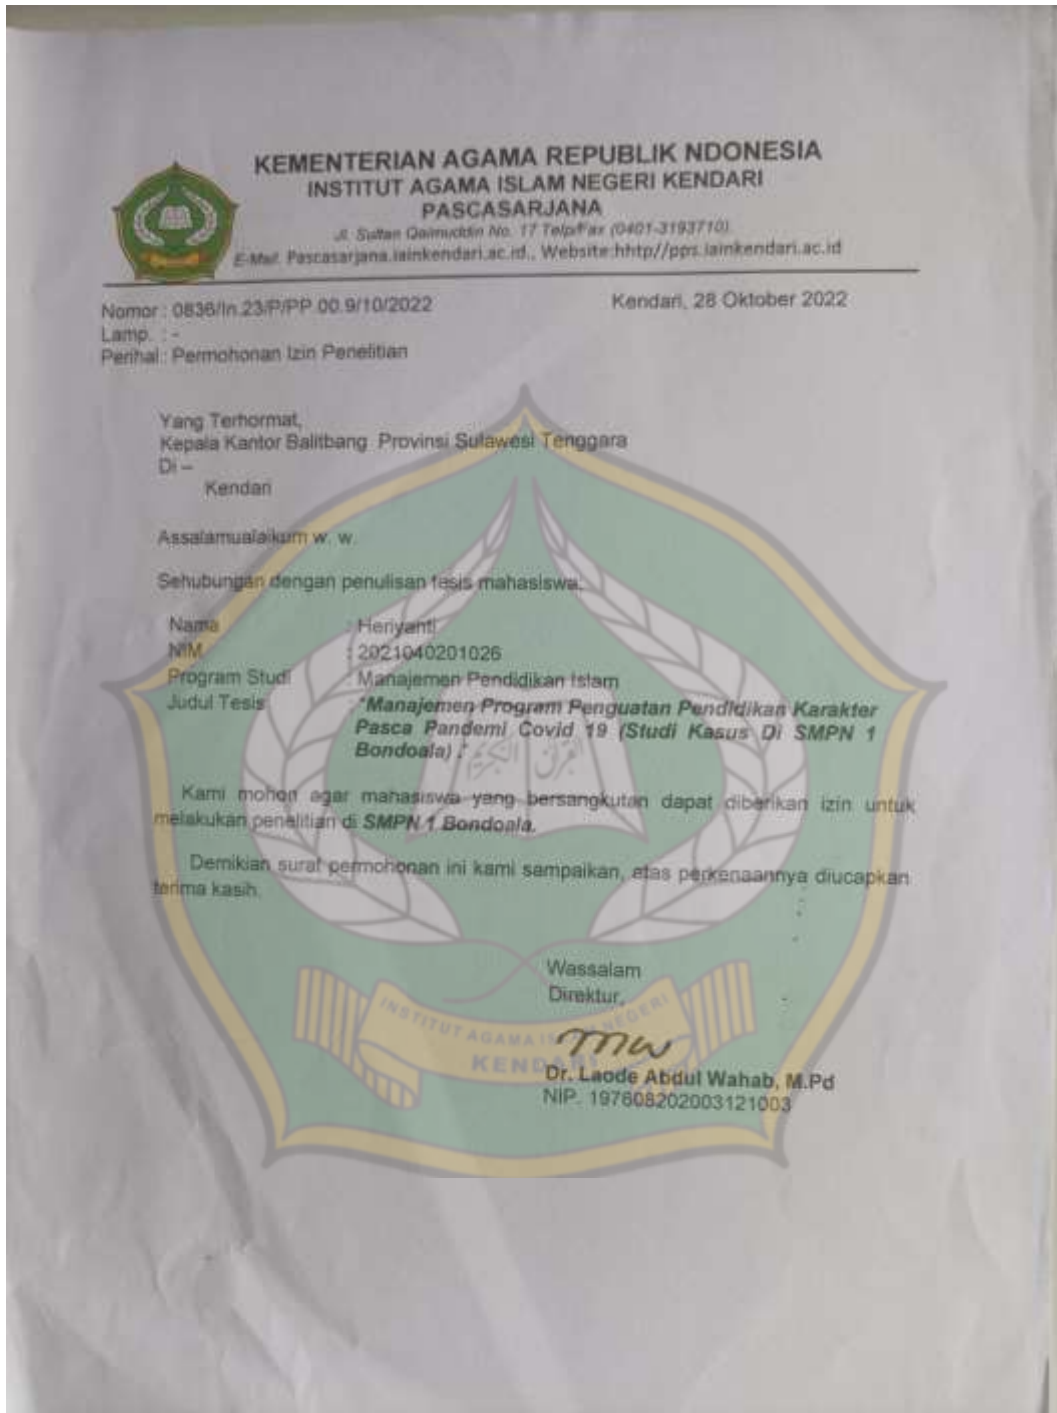 KEMENTERIAN AGAMA REPUBLIK NDONESIA
INSTITUT AGAMA ISLAM NEGERI KENDARI
PASCASARJANA
Jl. Sultan Qaimuddin No. 17 Telp/Fax (0401-3193710)
E-Mail. Pascasarjana.iainkendari.ac.id., Website:hhtp//pps.iainkendari.ac.id
Nomor : 0836/In.23/P/PP.00.9/10/2022 Kendari, 28 Oktober 2022
Lamp. : -
Perihal : Permohonan Izin Penelitian
Yang Terhormat,
Kepala Kantor Balitbang Provinsi Sulawesi Tenggara
Di –
Kendari
Assalamualaikum w. w.
Sehubungan dengan penulisan tesis mahasiswa:
Nama : Heriyanti
NIM : 2021040201026
Program Studi : Manajemen Pendidikan Islam
Judul Tesis : "Manajemen Program Penguatan Pendidikan Karakter
Pasca Pandemi Covid 19 (Studi Kasus Di SMPN 1
Bondoala) ."
القرآن الكريم
Kami mohon agar mahasiswa yang bersangkutan dapat diberikan izin untuk
melakukan penelitian di SMPN 1 Bondoala.
Demikian surat permohonan ini kami sampaikan, atas perkenaannya diucapkan
terima kasih.
Wassalam
Direktur,
INSTITUT AGAMA ISLAM NEGERI
KENDARI
Dr. Laode Abdul Wahab, M.Pd
NIP. 197608202003121003